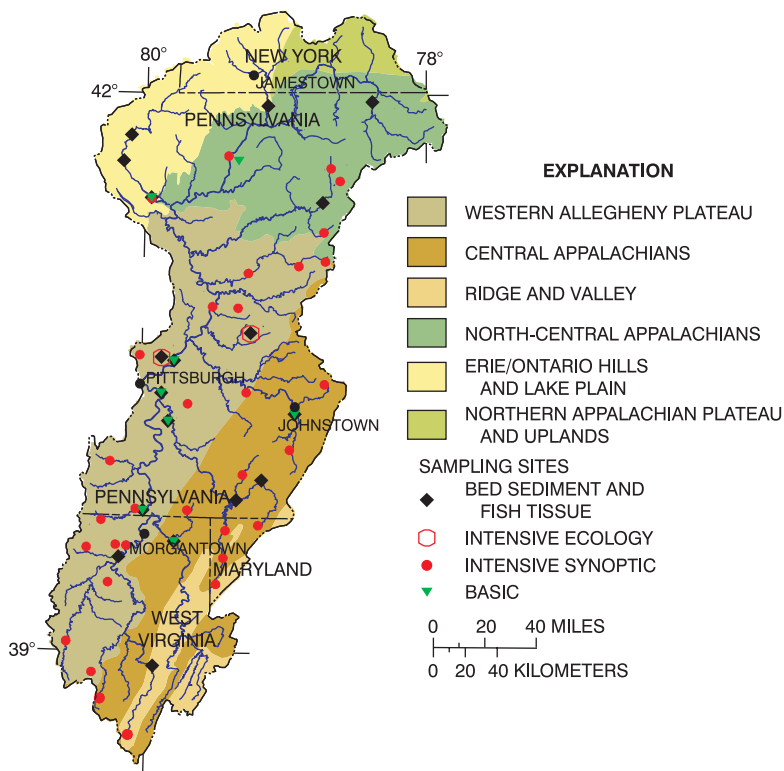 80°
78°
NEW YORK
JAMESTOWN
42°
PENNSYLVANIA
PITTSBURGH
JOHNSTOWN
PENNSYLVANIA
MORGANTOWN
MARYLAND
WEST
VIRGINIA
39°
EXPLANATION
WESTERN ALLEGHENY PLATEAU
CENTRAL APPALACHIANS
RIDGE AND VALLEY
NORTH-CENTRAL APPALACHIANS
ERIE/ONTARIO HILLS
AND LAKE PLAIN
NORTHERN APPALACHIAN PLATEAU
AND UPLANDS
SAMPLING SITES
BED SEDIMENT AND
FISH TISSUE
INTENSIVE ECOLOGY
INTENSIVE SYNOPTIC
BASIC
0 20 40 MILES
0 20 40 KILOMETERS